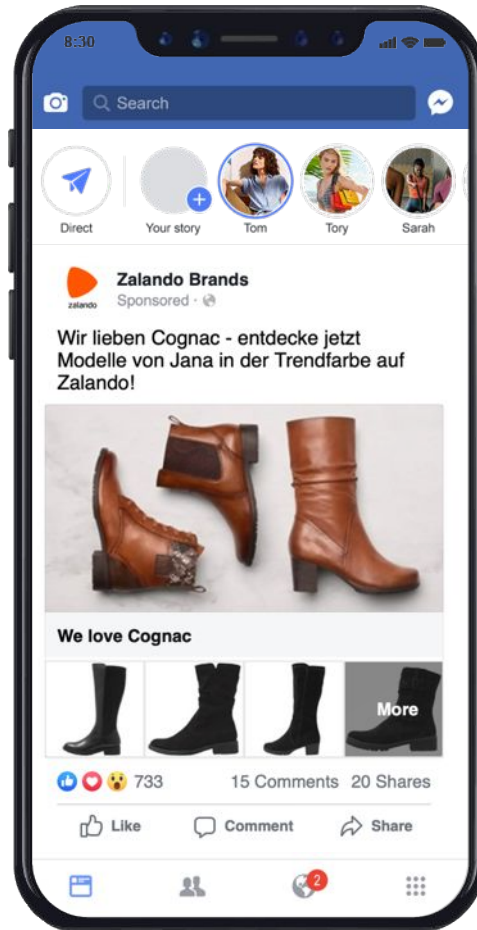 8:30
Search
Direct
Your story
Tom
Tory
Sarah
zalando
Zalando Brands
Sponsored ·
Wir lieben Cognac - entdecke jetzt
Modelle von Jana in der Trendfarbe auf
Zalando!
We love Cognac
More
733
15 Comments 20 Shares
Like
Comment
Share
2